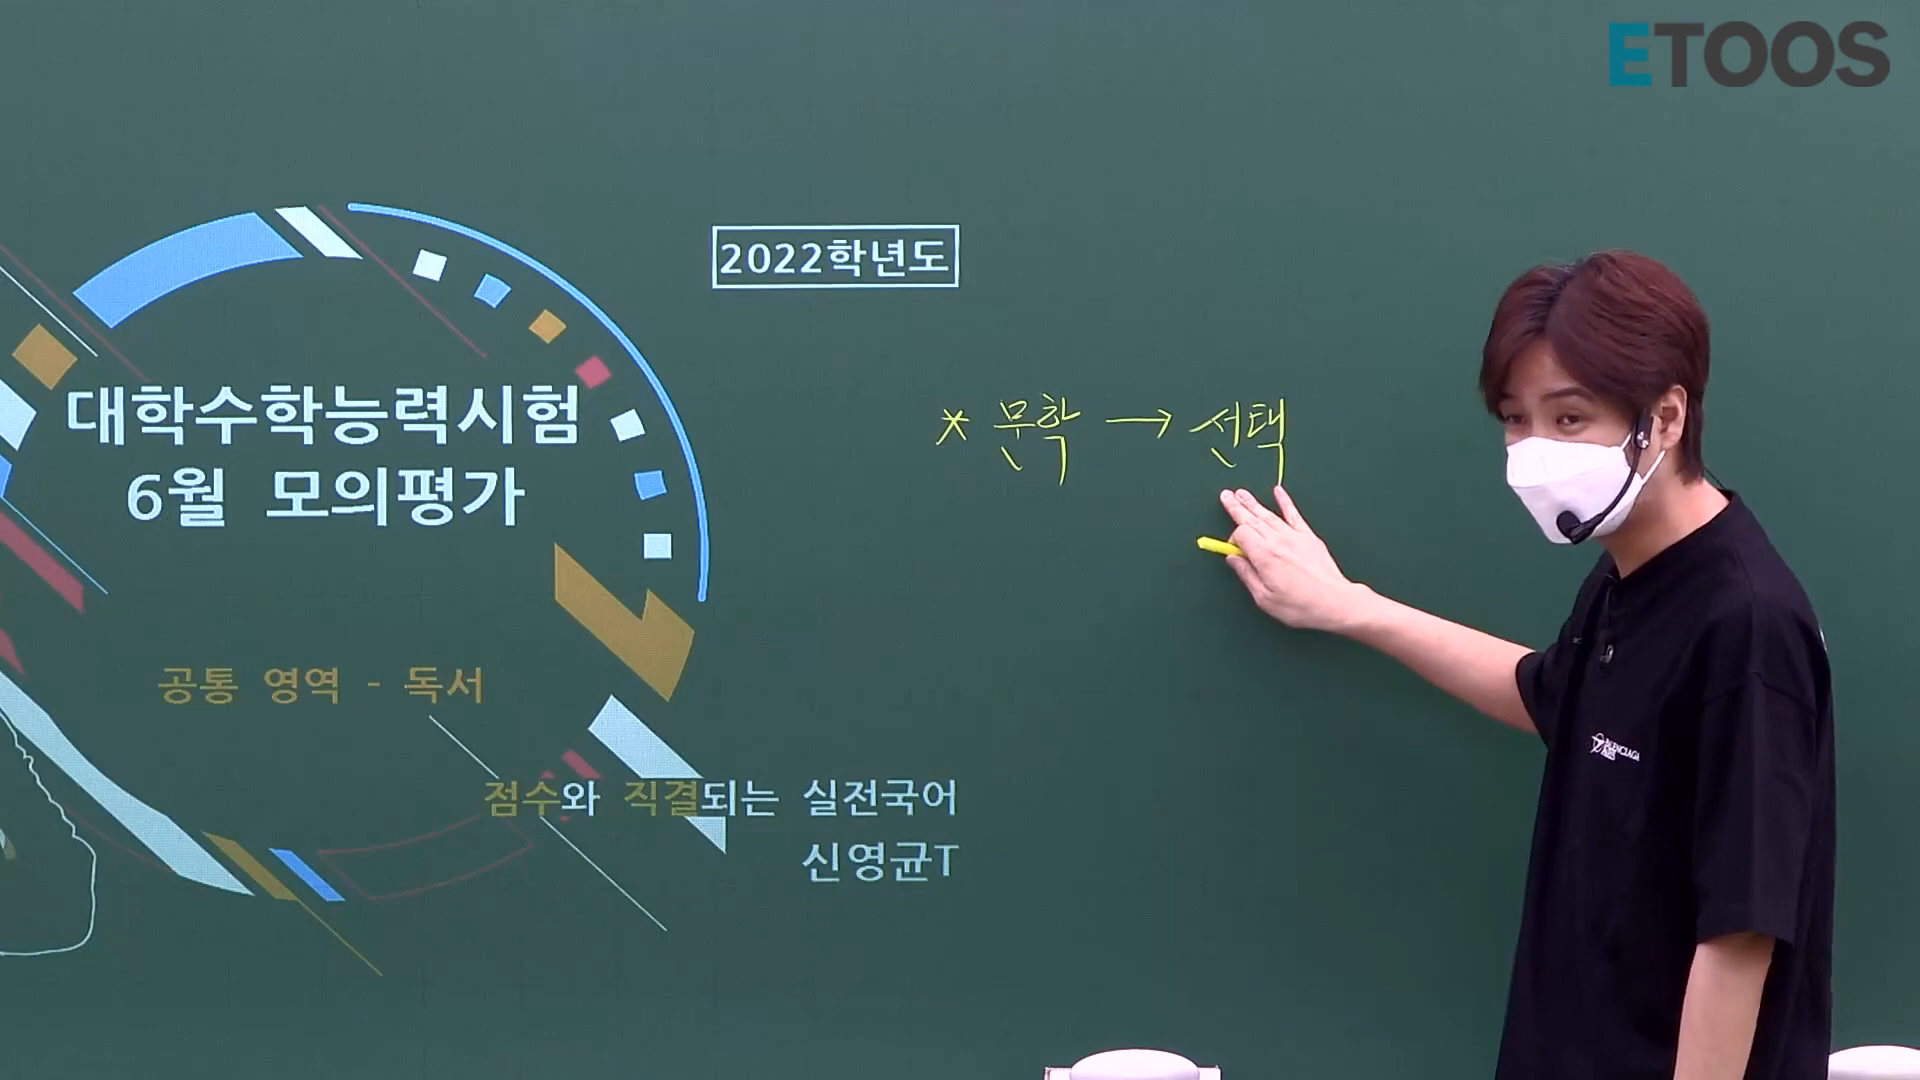 ETOOS
2022학년도
대학수학능력시험
6월 모의평가
* 문학 → 선택
공통 영역 - 독서
점수와 직결되는 실전국어
신영균T
BALENCIAGA